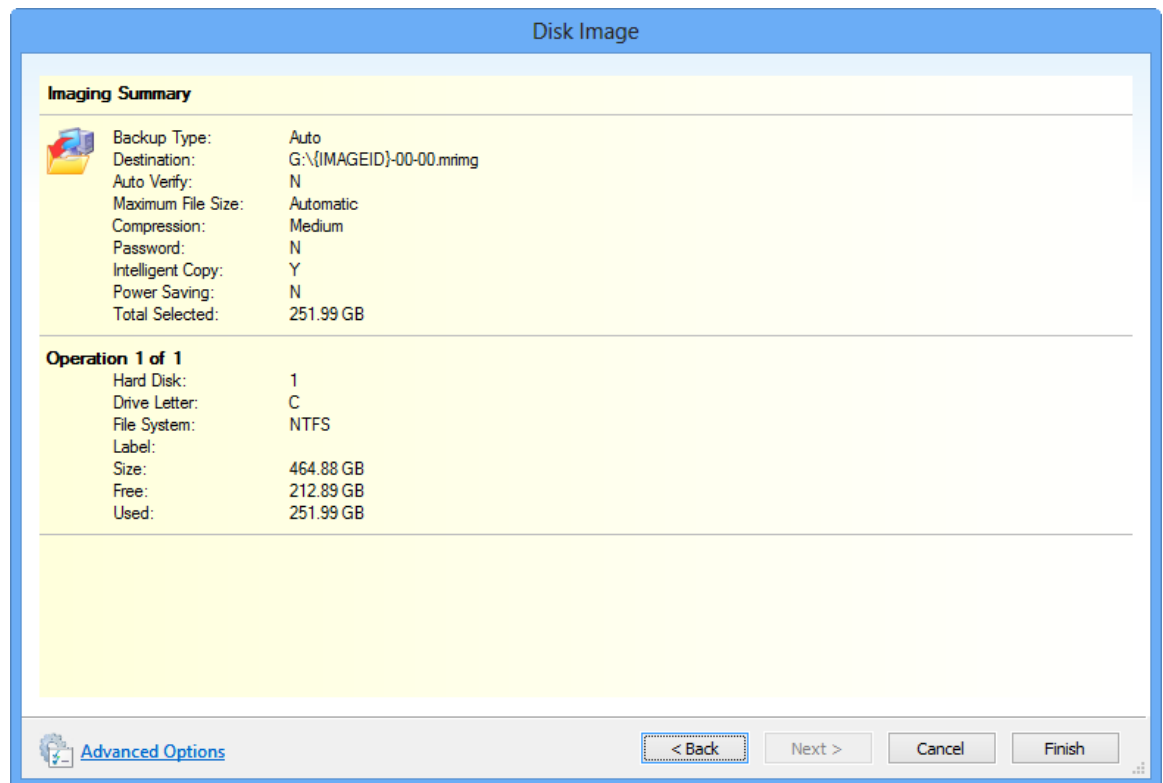 Disk Image
Imaging Summary
Backup Type: Auto
Destination: G:\{IMAGEID}-00-00.mrimg
Auto Verify: N
Maximum File Size: Automatic
Compression: Medium
Password: N
Intelligent Copy: Y
Power Saving: N
Total Selected: 251.99 GB
Operation 1 of 1
Hard Disk: 1
Drive Letter: C
File System: NTFS
Label:
Size: 464.88 GB
Free: 212.89 GB
Used: 251.99 GB
Advanced Options < Back Next > Cancel Finish